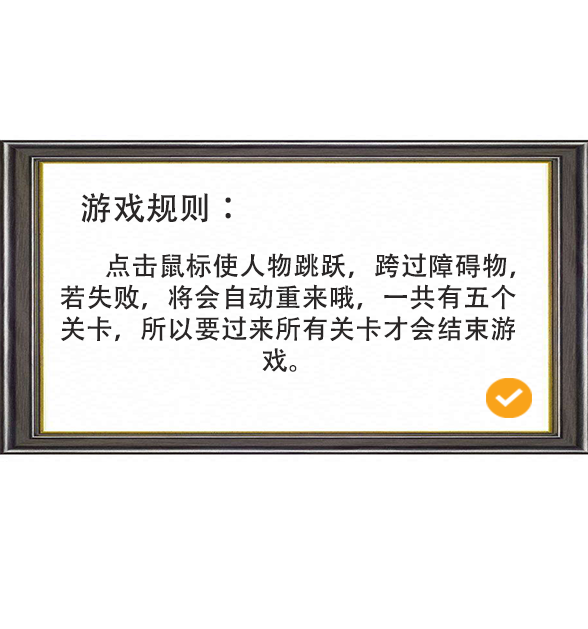 游戏规则：
点击鼠标使人物跳跃，跨过障碍物，
若失败，将会自动重来哦，一共有五个
关卡，所以要过来所有关卡才会结束游
戏。